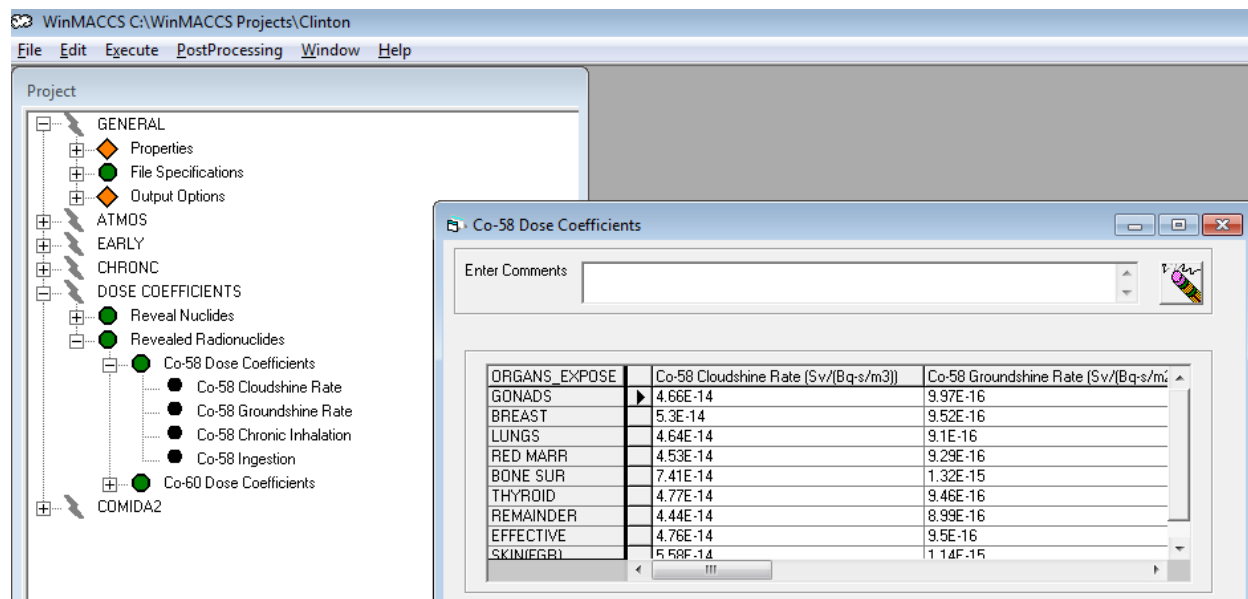 WinMACCS C:\WinMACCS Projects\Clinton
File Edit Execute PostProcessing Window Help
Project
GENERAL
Properties
File Specifications
Output Options
ATMOS
EARLY
CHRONC
DOSE COEFFICIENTS
Reveal Nuclides
Revealed Radionuclides
Co-58 Dose Coefficients
Co-58 Cloudshine Rate
Co-58 Groundshine Rate
Co-58 Chronic Inhalation
Co-58 Ingestion
Co-60 Dose Coefficients
COMIDA2
Co-58 Dose Coefficients
Enter Comments
ORGANS_EXPOSE Co-58 Cloudshine Rate (Sv/(Bq-s/m3)) Co-58 Groundshine Rate (Sv/(Bq-s/m2
GONADS 4.66E-14 9.97E-16
BREAST 5.3E-14 9.52E-16
LUNGS 4.64E-14 9.1E-16
RED MARR 4.53E-14 9.29E-16
BONE SUR 7.41E-14 1.32E-15
THYROID 4.77E-14 9.46E-16
REMAINDER 4.44E-14 8.99E-16
EFFECTIVE 4.76E-14 9.5E-16
SKIN(FGR) 5.58E-14 1.14E-15